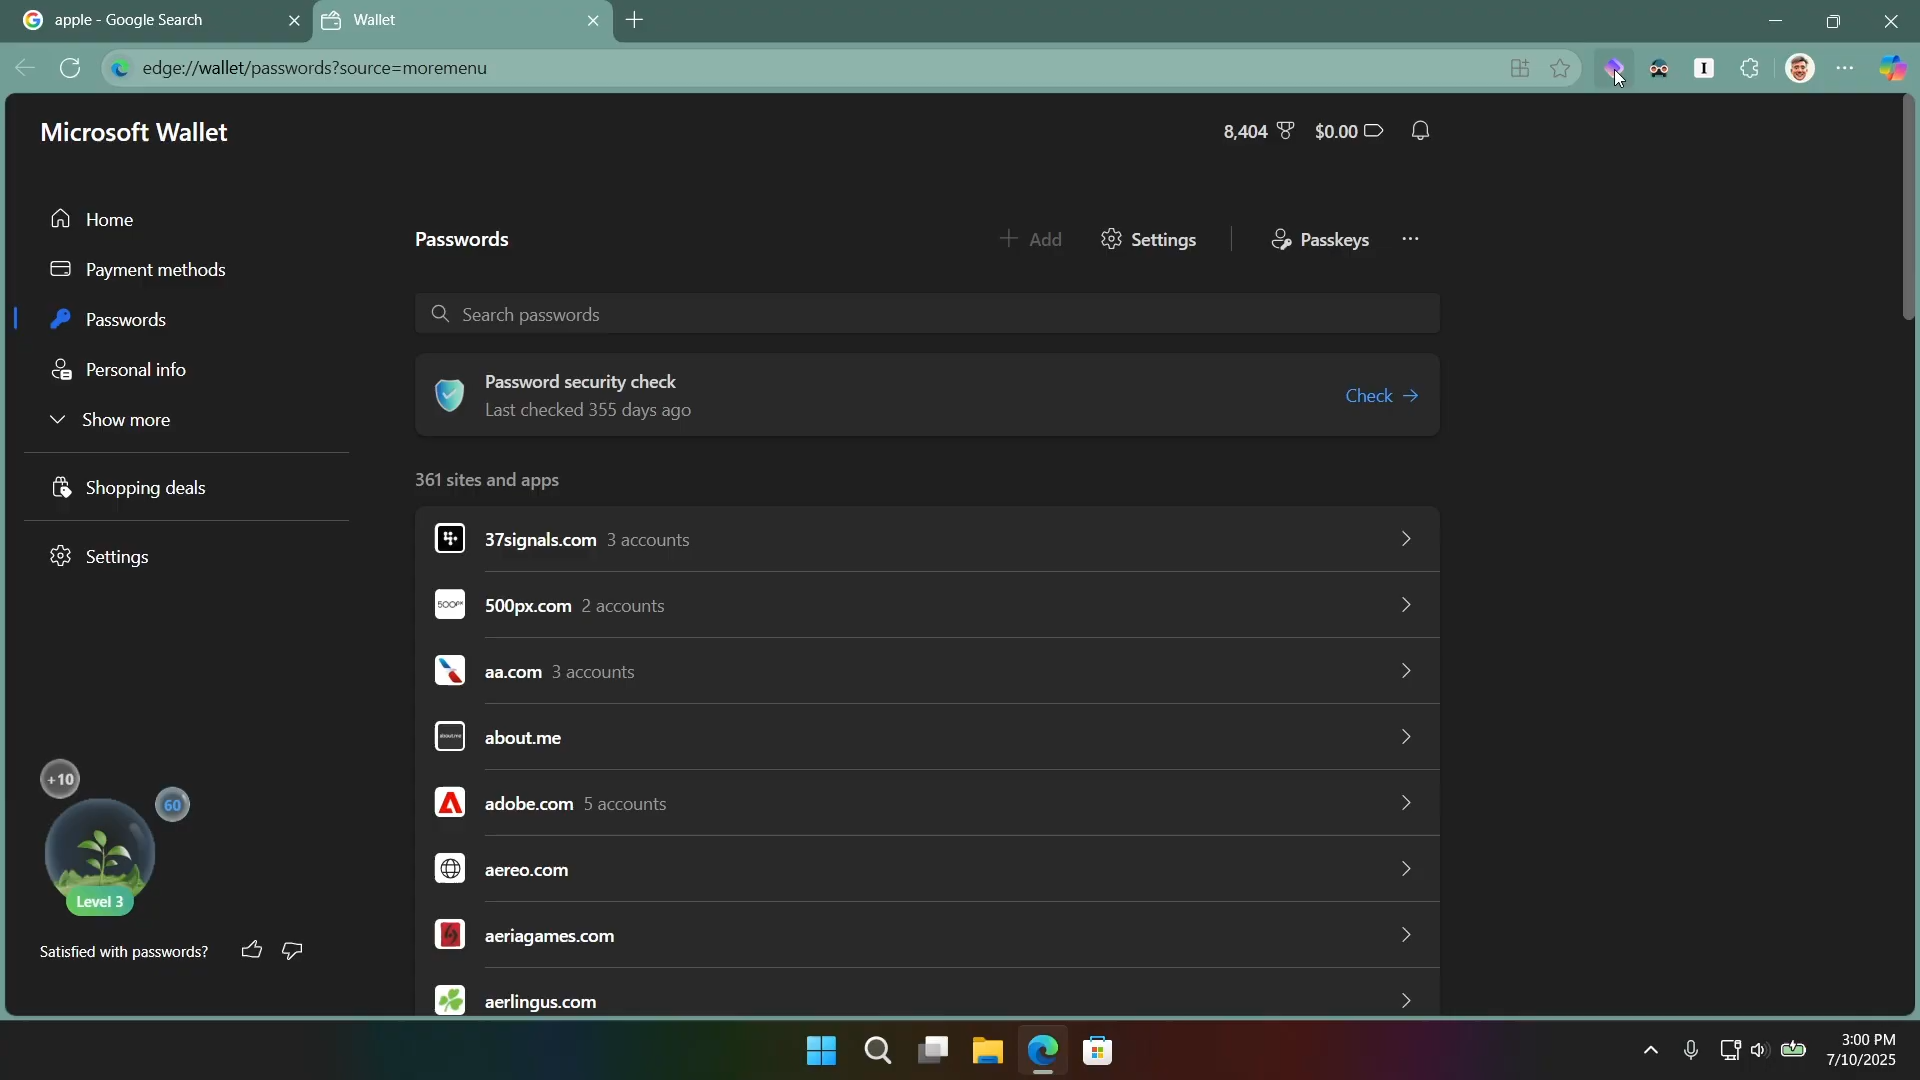 apple - Google Search
Wallet
edge://wallet/passwords?source=moremenu
Microsoft Wallet
8,404
$0.00
Home
Payment methods
Passwords
Personal info
Show more
Shopping deals
Settings
+10
60
Level 3
Satisfied with passwords?
Passwords
Add
Settings
Passkeys
Search passwords
Password security check
Last checked 355 days ago
Check
361 sites and apps
37signals.com 3 accounts
500px
500px.com 2 accounts
aa.com 3 accounts
about.me
about.me
adobe.com 5 accounts
aereo.com
aeriagames.com
aerlingus.com
3:00 PM
7/10/2025